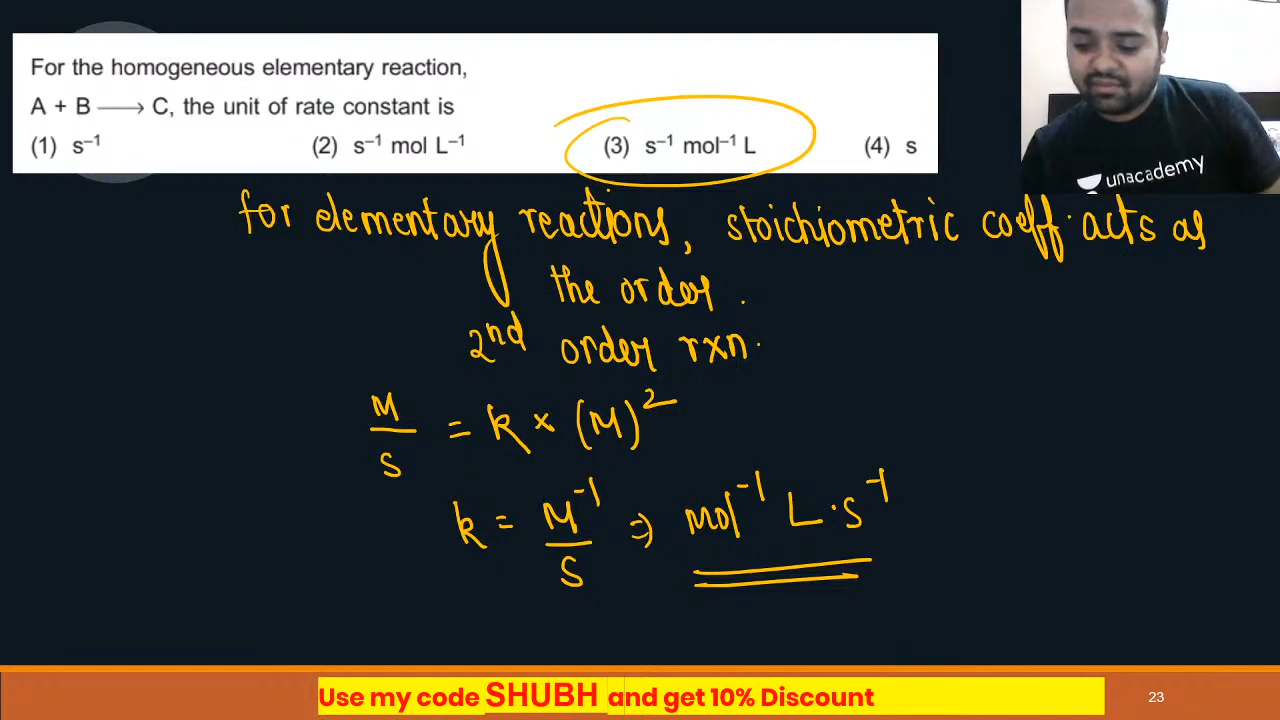 For the homogeneous elementary reaction,
A + B ⟶ C, the unit of rate constant is
(1) s⁻¹ (2) s⁻¹ mol L⁻¹ (3) s⁻¹ mol⁻¹ L (4) s
unacademy
for elementary reactions, stoichiometric coeff. acts as
the order.
2nd order rxn.
M/S = k × (M)²
k = M⁻¹/S ⇒ mol⁻¹ L·s⁻¹
Use my code SHUBH and get 10% Discount
23